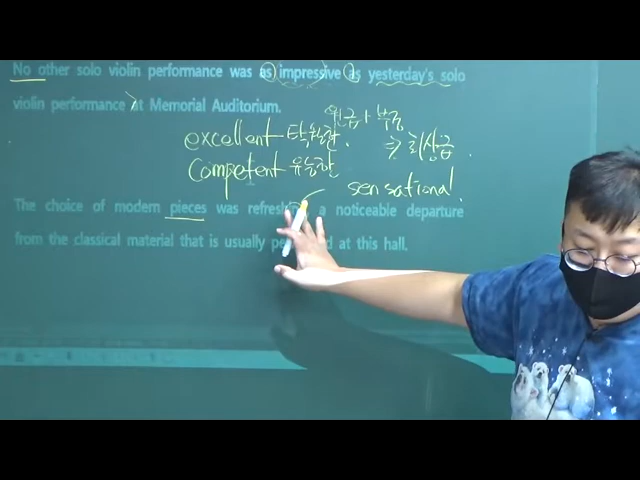 No other solo violin performance was as impressive as yesterday's solo
violin performance at Memorial Auditorium.
원급+부정
excellent 탁월한.
⇒ 최상급.
competent 유능한
sensational.
The choice of modern pieces was a noticeable departure
from the classical material that is usually at this hall.